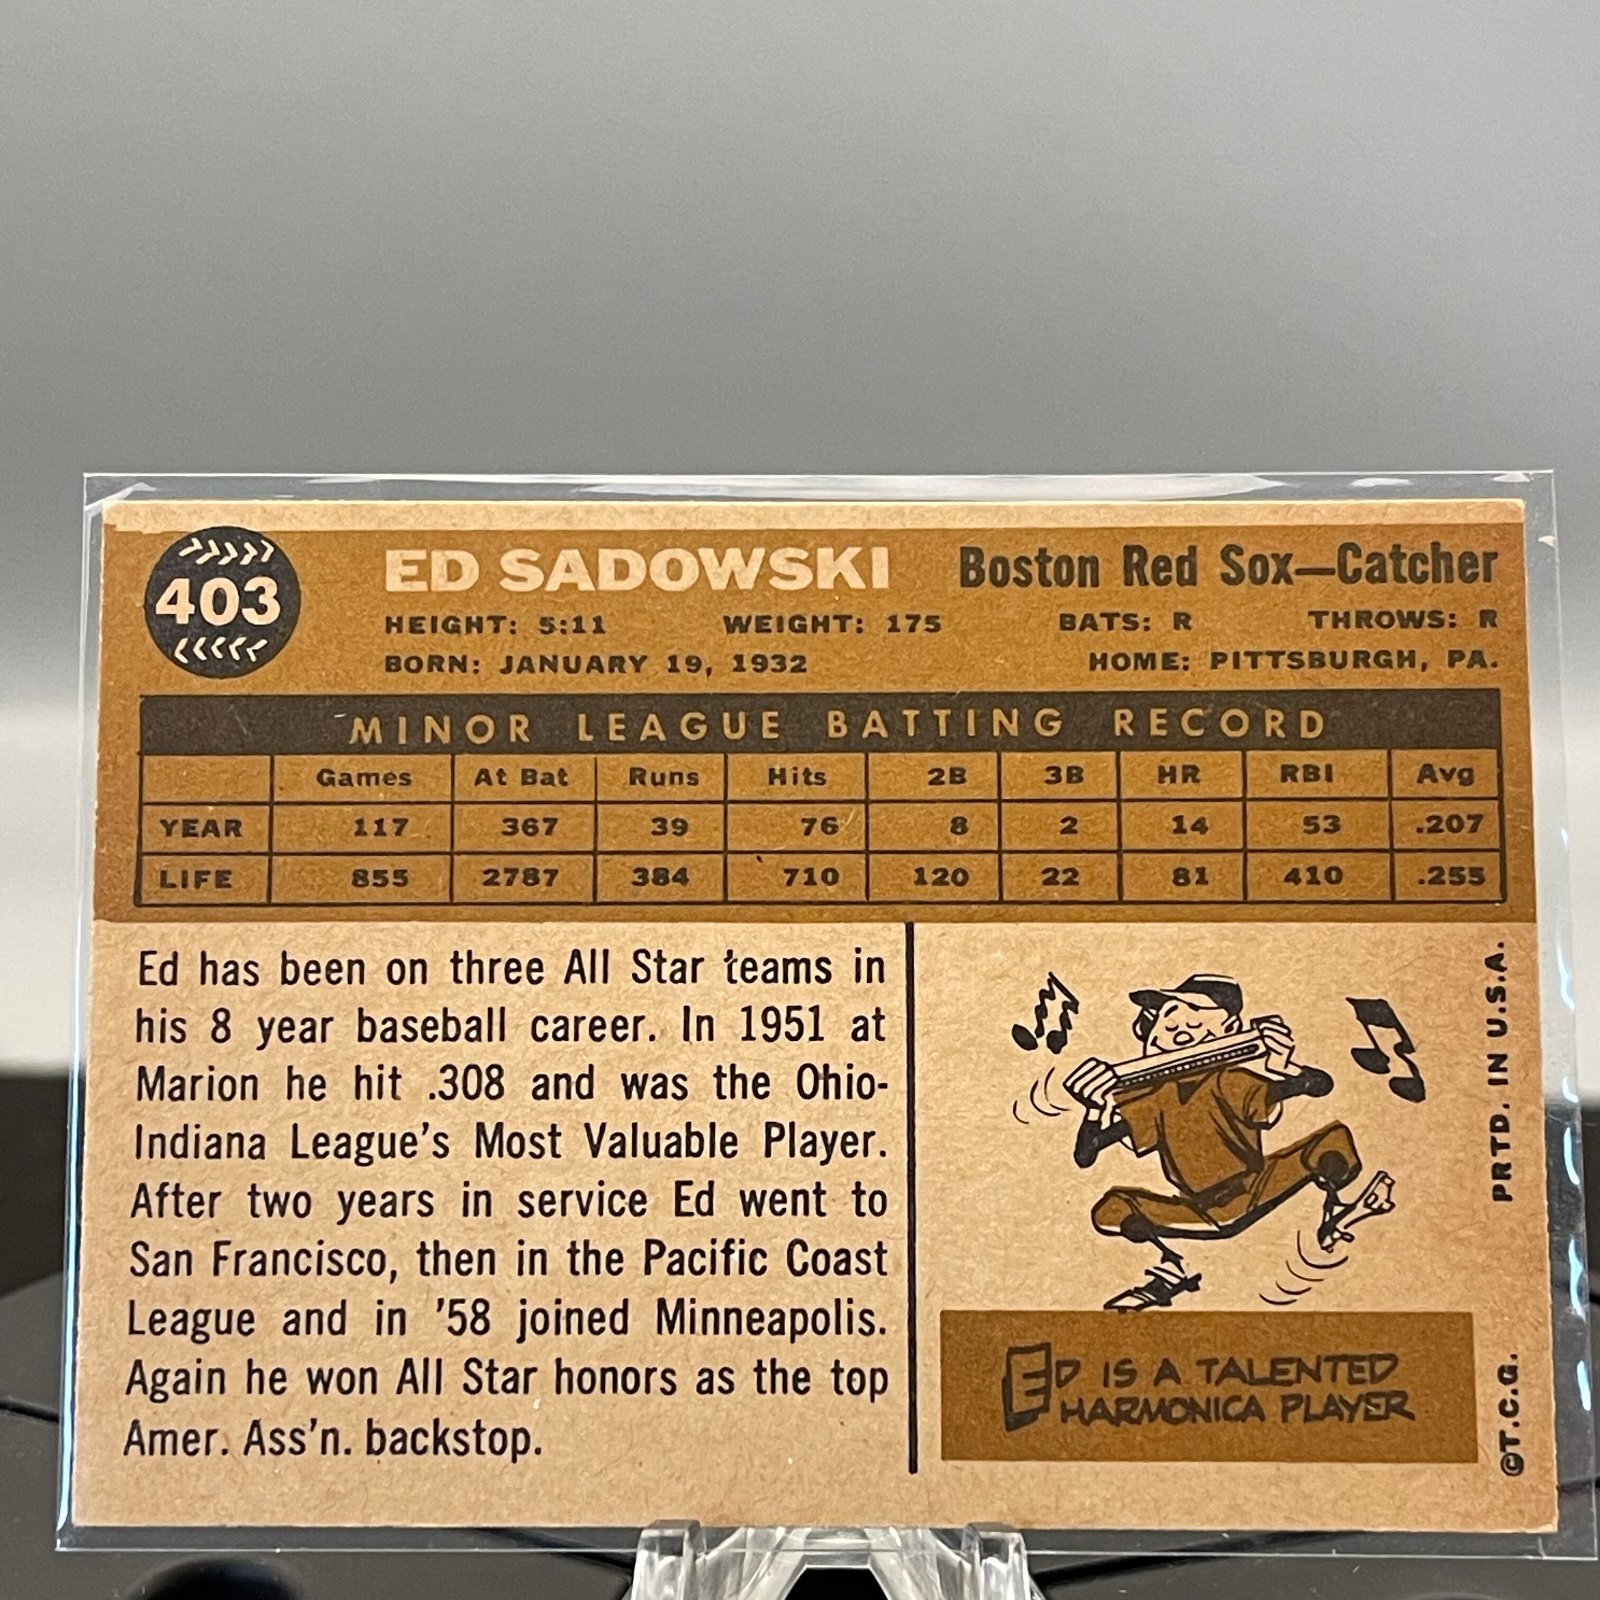 403
ED SADOWSKI Boston Red Sox—Catcher
HEIGHT: 5:11 WEIGHT: 175 BATS: R THROWS: R
BORN: JANUARY 19, 1932 HOME: PITTSBURGH, PA.
MINOR LEAGUE BATTING RECORD
Games At Bat Runs Hits 2B 3B HR RBI Avg
YEAR 117 367 39 76 8 2 14 53 .207
LIFE 855 2787 384 710 120 22 81 410 .255
Ed has been on three All Star teams in
his 8 year baseball career. In 1951 at
Marion he hit .308 and was the Ohio-
Indiana League's Most Valuable Player.
After two years in service Ed went to
San Francisco, then in the Pacific Coast
League and in '58 joined Minneapolis.
Again he won All Star honors as the top
Amer. Ass'n. backstop.
ED IS A TALENTED
HARMONICA PLAYER
©T.C.G. PRTD. IN U.S.A.